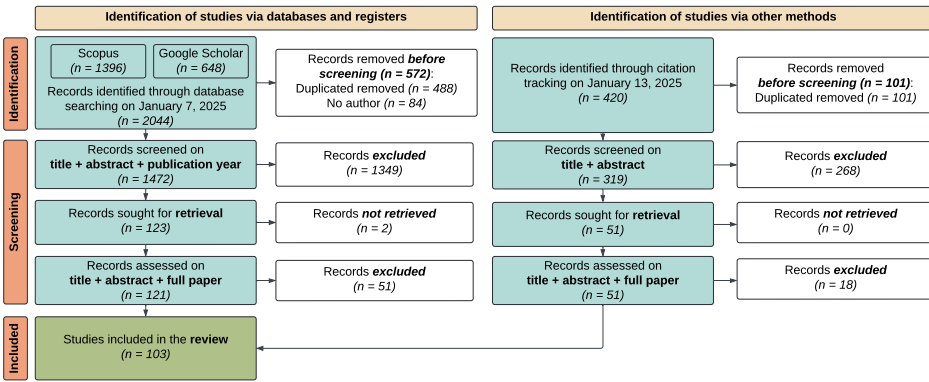 Identification of studies via databases and registers
Identification of studies via other methods
Identification
Scopus
(n = 1396)
Google Scholar
(n = 648)
Records identified through database
searching on January 7, 2025
(n = 2044)
Records removed before
screening (n = 572):
Duplicated removed (n = 488)
No author (n = 84)
Records identified through citation
tracking on January 13, 2025
(n = 420)
Records removed
before screening (n = 101):
Duplicated removed (n = 101)
Screening
Records screened on
title + abstract + publication year
(n = 1472)
Records excluded
(n = 1349)
Records screened on
title + abstract
(n = 319)
Records excluded
(n = 268)
Records sought for retrieval
(n = 123)
Records not retrieved
(n = 2)
Records sought for retrieval
(n = 51)
Records not retrieved
(n = 0)
Records assessed on
title + abstract + full paper
(n = 121)
Records excluded
(n = 51)
Records assessed on
title + abstract + full paper
(n = 51)
Records excluded
(n = 18)
Included
Studies included in the review
(n = 103)